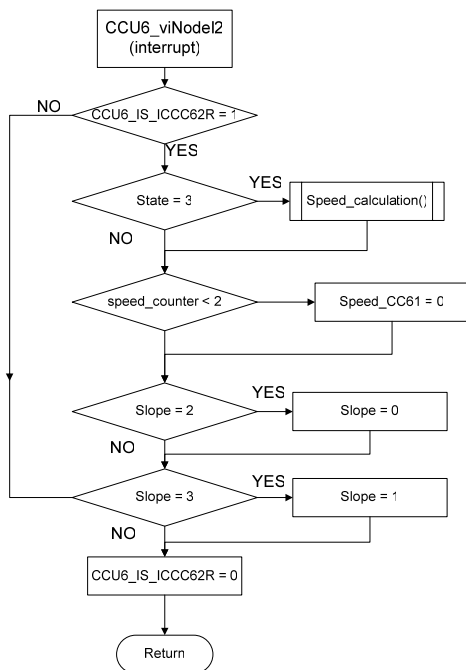 CCU6_viNodeI2
(interrupt)
NO
CCU6_IS_ICCC62R = 1
YES
State = 3
YES
Speed_calculation()
NO
speed_counter < 2
Speed_CC61 = 0
Slope = 2
YES
Slope = 0
NO
Slope = 3
YES
Slope = 1
NO
CCU6_IS_ICCC62R = 0
Return